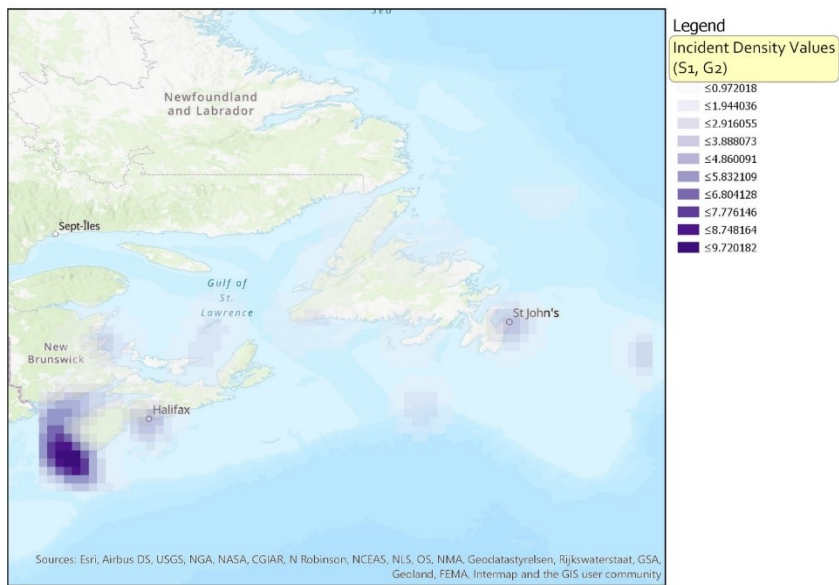 Sea
Legend
Incident Density Values
(S1, G2)
≤0.972018
≤1.944036
≤2.916055
≤3.888073
≤4.860091
≤5.832109
≤6.804128
≤7.776146
≤8.748164
≤9.720182
Newfoundland
and Labrador
Sept-Îles
Gulf of
St.
Lawrence
St John's
New
Brunswick
Halifax
Sources: Esri, Airbus DS, USGS, NGA, NASA, CGIAR, N Robinson, NCEAS, NLS, OS, NMA, Geodatastyrelsen, Rijkswaterstaat, GSA,
Geoland, FEMA, Intermap and the GIS user community